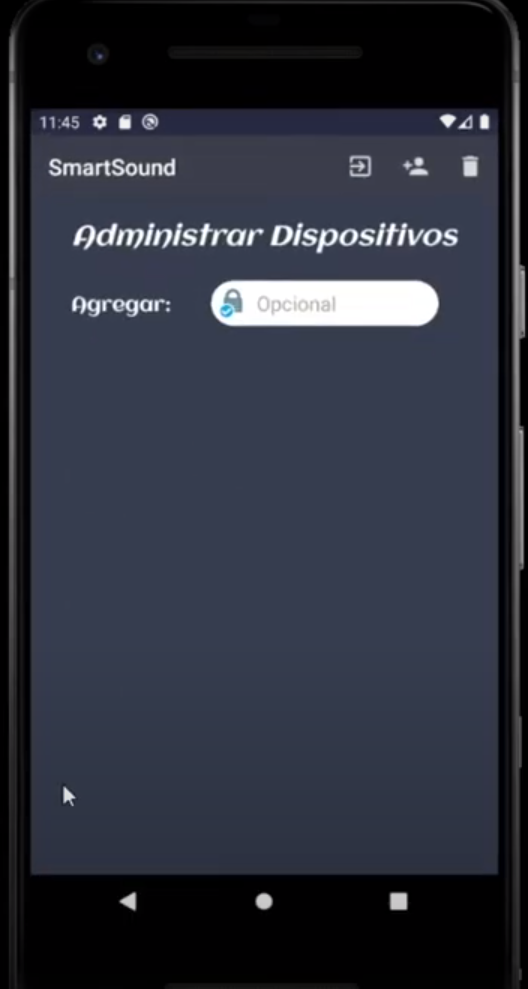 11:45
SmartSound
Administrar Dispositivos
Agregar: Opcional